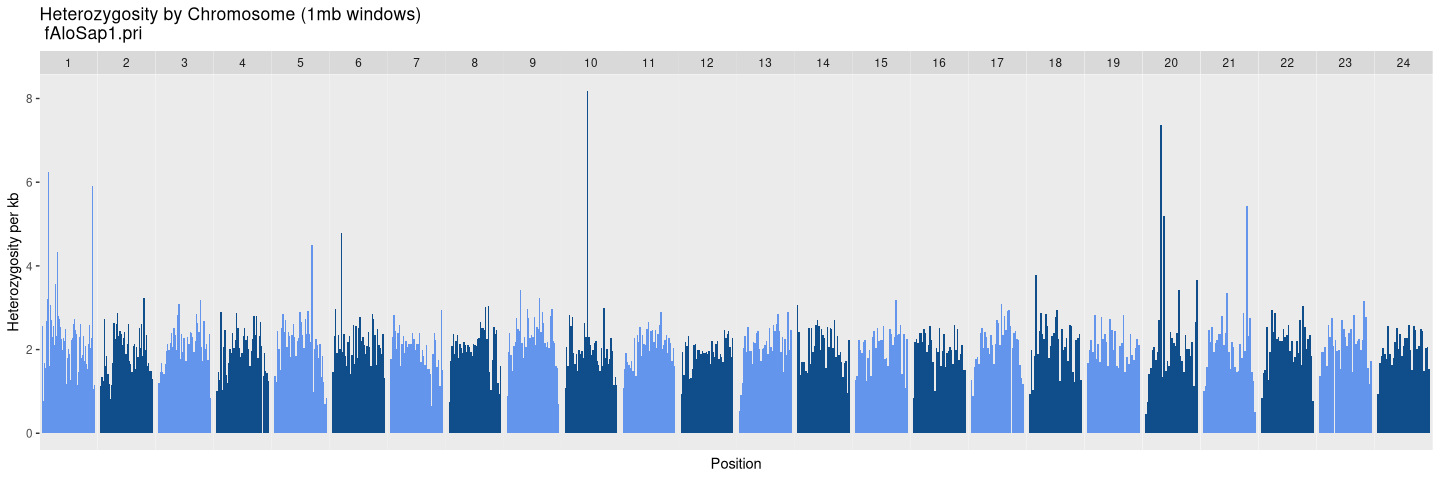 Heterozygosity by Chromosome (1mb windows)
fAloSap1.pri
1 2 3 4 5 6 7 8 9 10 11 12 13 14 15 16 17 18 19 20 21 22 23 24
8
6
4
2
0
Heterozygosity per kb
Position